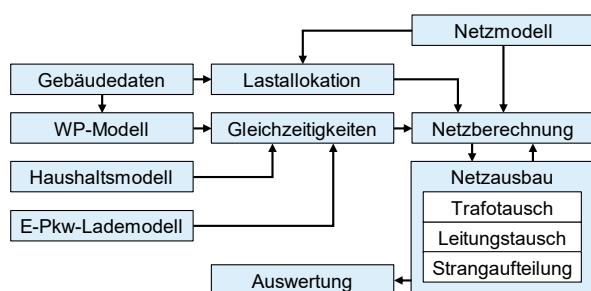 Netzmodell
Gebäudedaten
Lastallokation
WP-Modell
Gleichzeitigkeiten
Netzberechnung
Haushaltsmodell
E-Pkw-Lademodell
Netzausbau
Trafotausch
Leitungstausch
Strangaufteilung
Auswertung